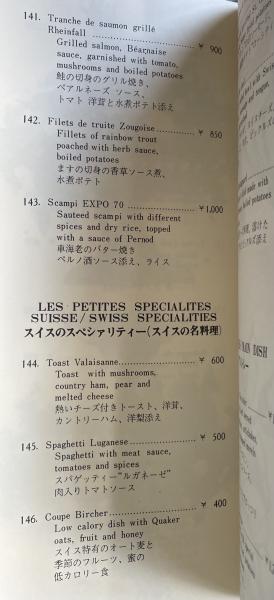 141. Tranche de saumon grillé
Rheinfall ¥ 900
Grilled salmon, Béarnaise
sauce, garnished with tomato,
mushrooms and boiled potatoes
鮭の切身のグリル焼き、
ベアルネーズ ソース、
トマト 洋茸と水煮ポテト添え
142. Filets de truite Zougoise ¥ 850
Fillets of rainbow trout
poached with herb sauce,
boiled potatoes
ますの切身の香草ソース煮、
水煮ポテト
143. Scampi EXPO 70 ¥1,000
Sauteed scampi with different
spices and dry rice, topped
with a sauce of Pernod
車海老のバター焼き
ペルノ酒ソース添え、ライス
LES PETITES SPECIALITES
SUISSE/SWISS SPECIALITIES
スイスのスペシァリティー(スイスの名料理)
144. Toast Valaisanne ¥ 600
Toast with mushrooms,
country ham, pear and
melted cheese
熱いチーズ付きトースト、洋茸、
カントリーハム、洋梨添え
145. Spaghetti Luganese ¥ 500
Spaghetti with meat sauce,
tomatoes and spices
スパゲッティー"ルガネーゼ"
肉入りトマトソース
146. Coupe Bircher ¥ 400
Low calory dish with Quaker
oats, fruit and honey
スイス特有のオート麦と
季節のフルーツ、蜜の
低カロリー食
MAIN DISH